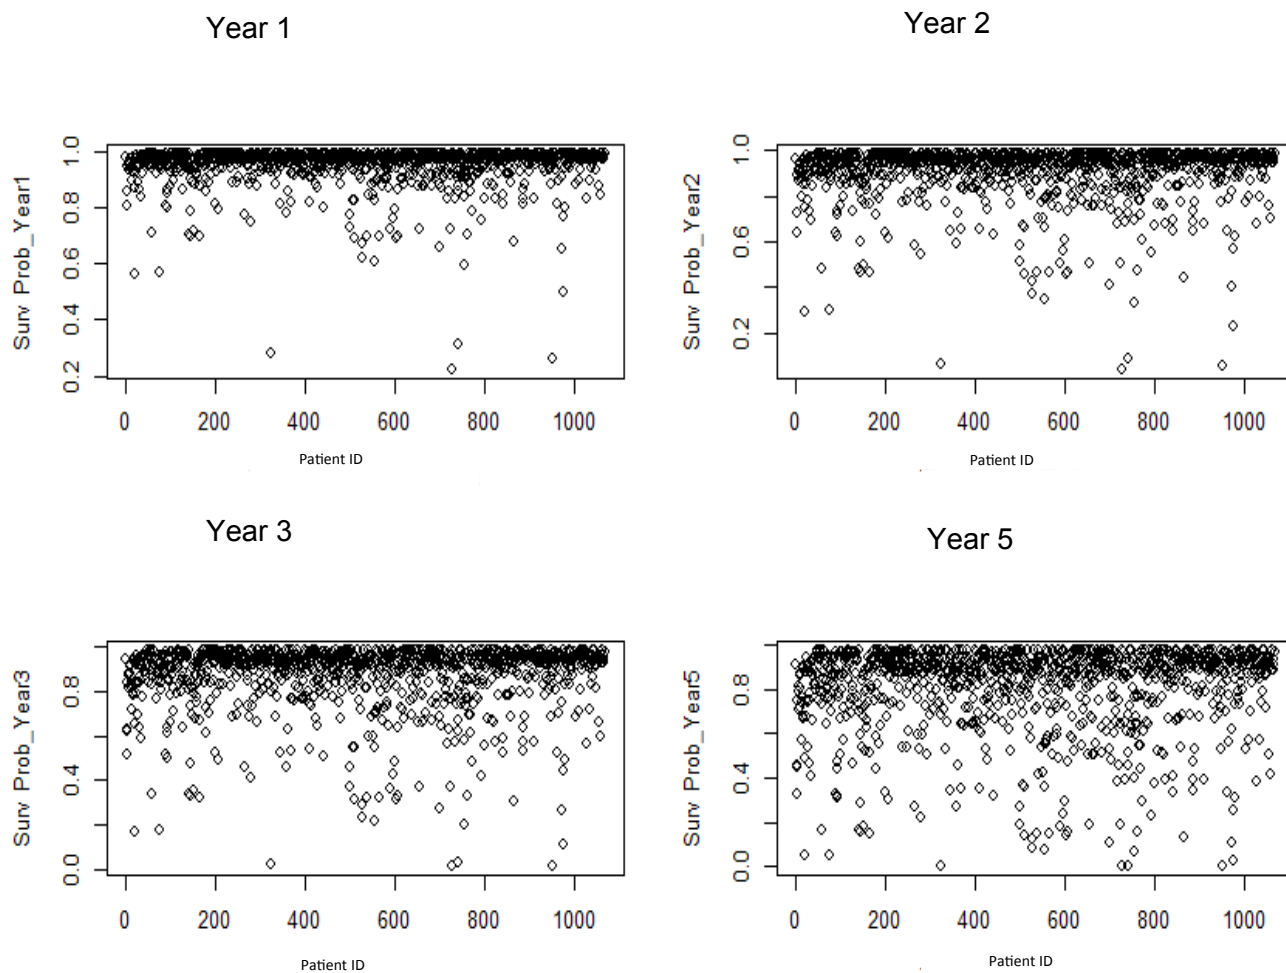 Year 1
Surv Prob_Year1
1.0
0.8
0.6
0.4
0.2
0 200 400 600 800 1000
Patient ID
Year 2
Surv Prob_Year2
1.0
0.6
0.4
0.2
0 200 400 600 800 1000
Patient ID
Year 3
Surv Prob_Year3
0.8
0.4
0.0
0 200 400 600 800 1000
Patient ID
Year 5
Surv Prob_Year5
0.8
0.4
0.0
0 200 400 600 800 1000
Patient ID